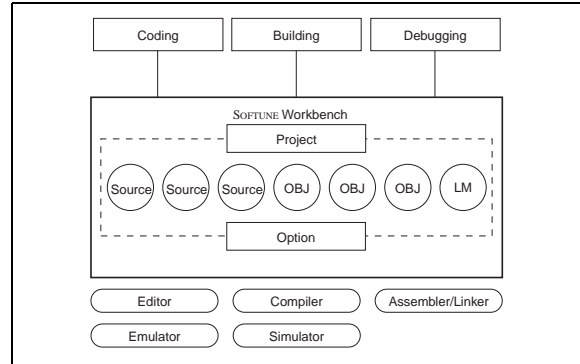 Coding Building Debugging
SOFTUNE Workbench
Project
Source Source Source OBJ OBJ OBJ LM
Option
Editor Compiler Assembler/Linker
Emulator Simulator